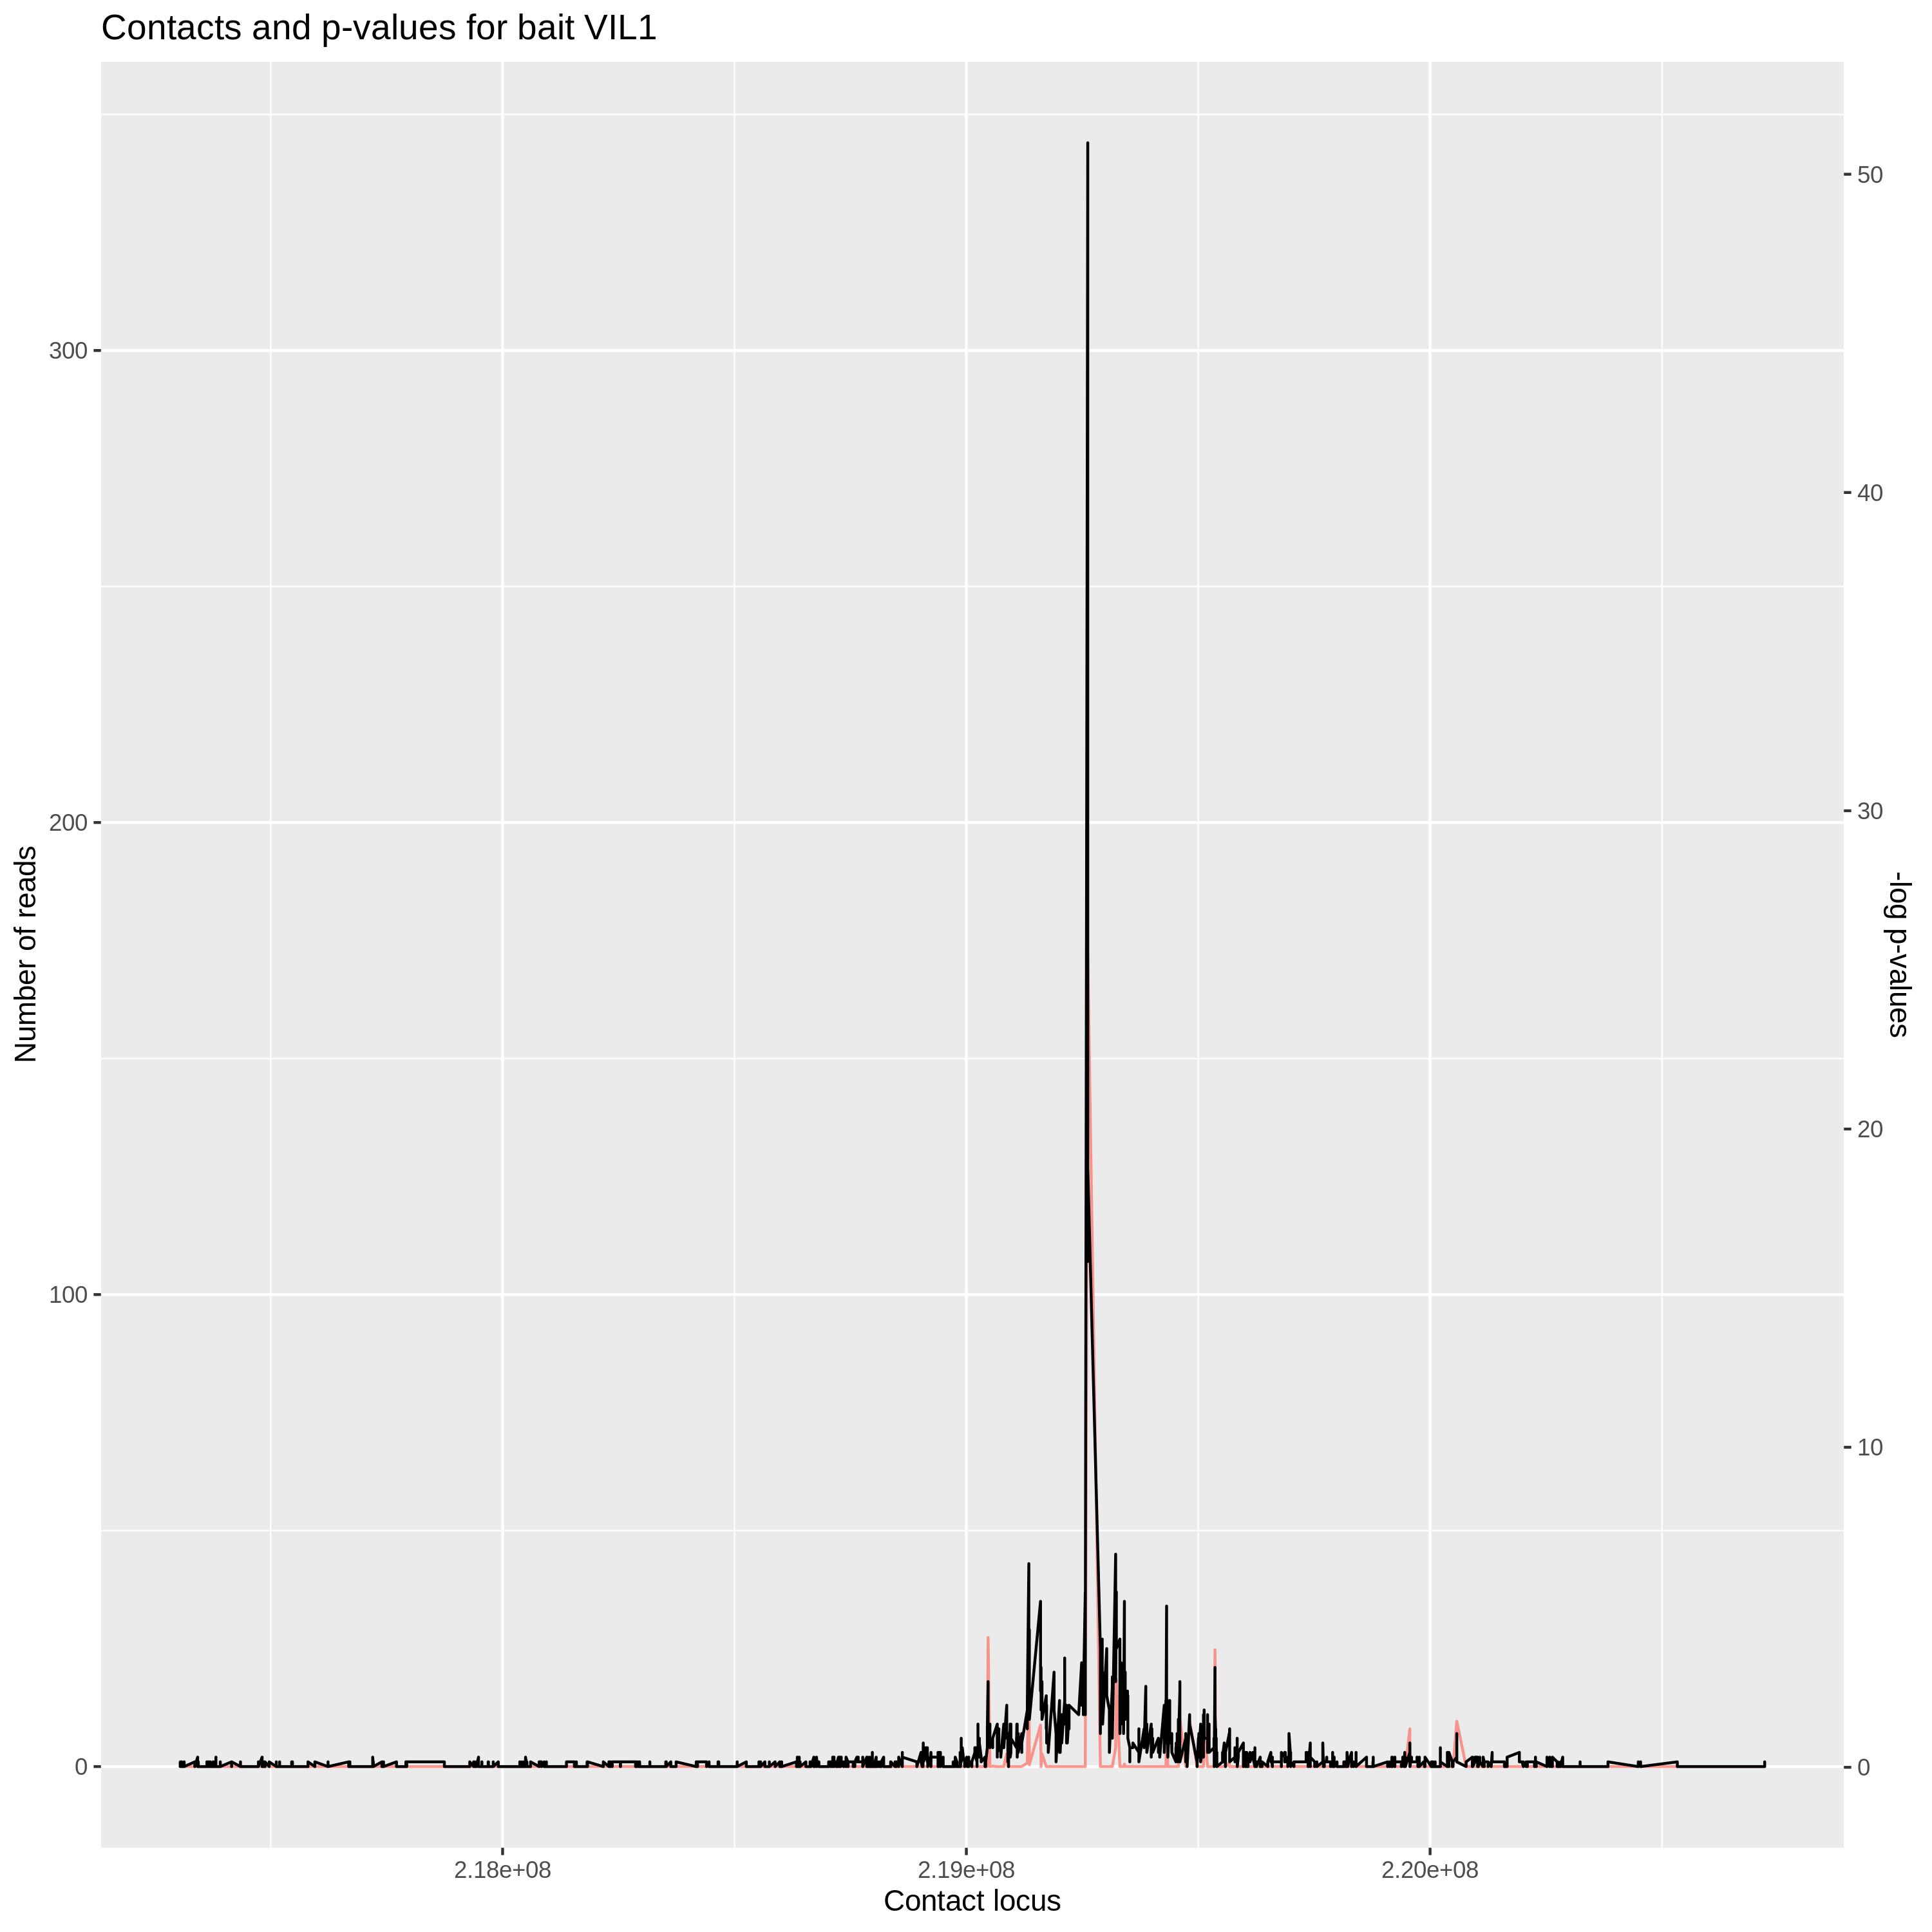 Contacts and p-values for bait VIL1
Number of reads
300
200
100
0
50
40
30
20
10
0
-log p-values
2.18e+08
2.19e+08
2.20e+08
Contact locus